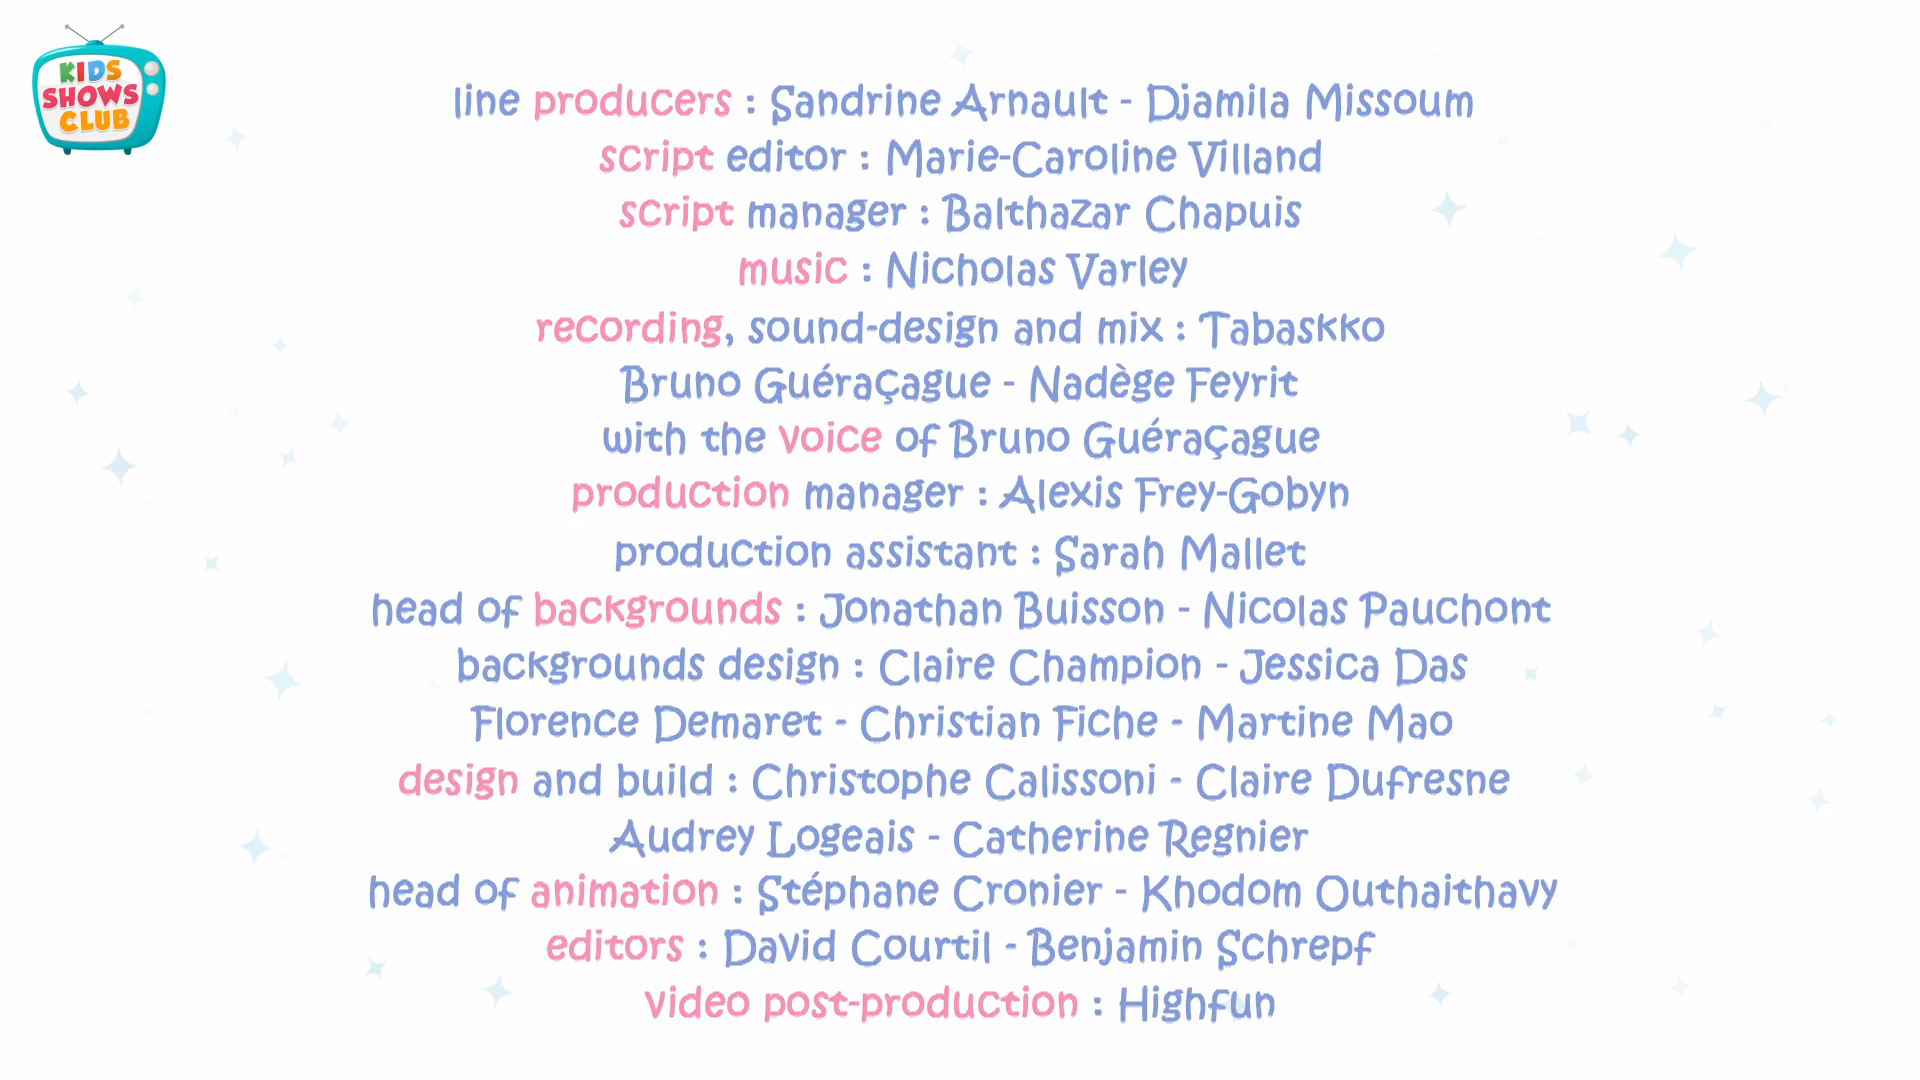 KIDS
SHOWS
CLUB
line producers : Sandrine Arnault - Djamila Missoum
script editor : Marie-Caroline Villand
script manager : Balthazar Chapuis
music : Nicholas Varley
recording, sound-design and mix : Tabaskko
Bruno Guéraçague - Nadège Feyrit
with the voice of Bruno Guéraçague
production manager : Alexis Frey-Gobyn
production assistant : Sarah Mallet
head of backgrounds : Jonathan Buisson - Nicolas Pauchont
backgrounds design : Claire Champion - Jessica Das
Florence Demaret - Christian Fiche - Martine Mao
design and build : Christophe Calissoni - Claire Dufresne
Audrey Logeais - Catherine Regnier
head of animation : Stéphane Cronier - Khodom Outhaithavy
editors : David Courtil - Benjamin Schrepf
video post-production : Highfun